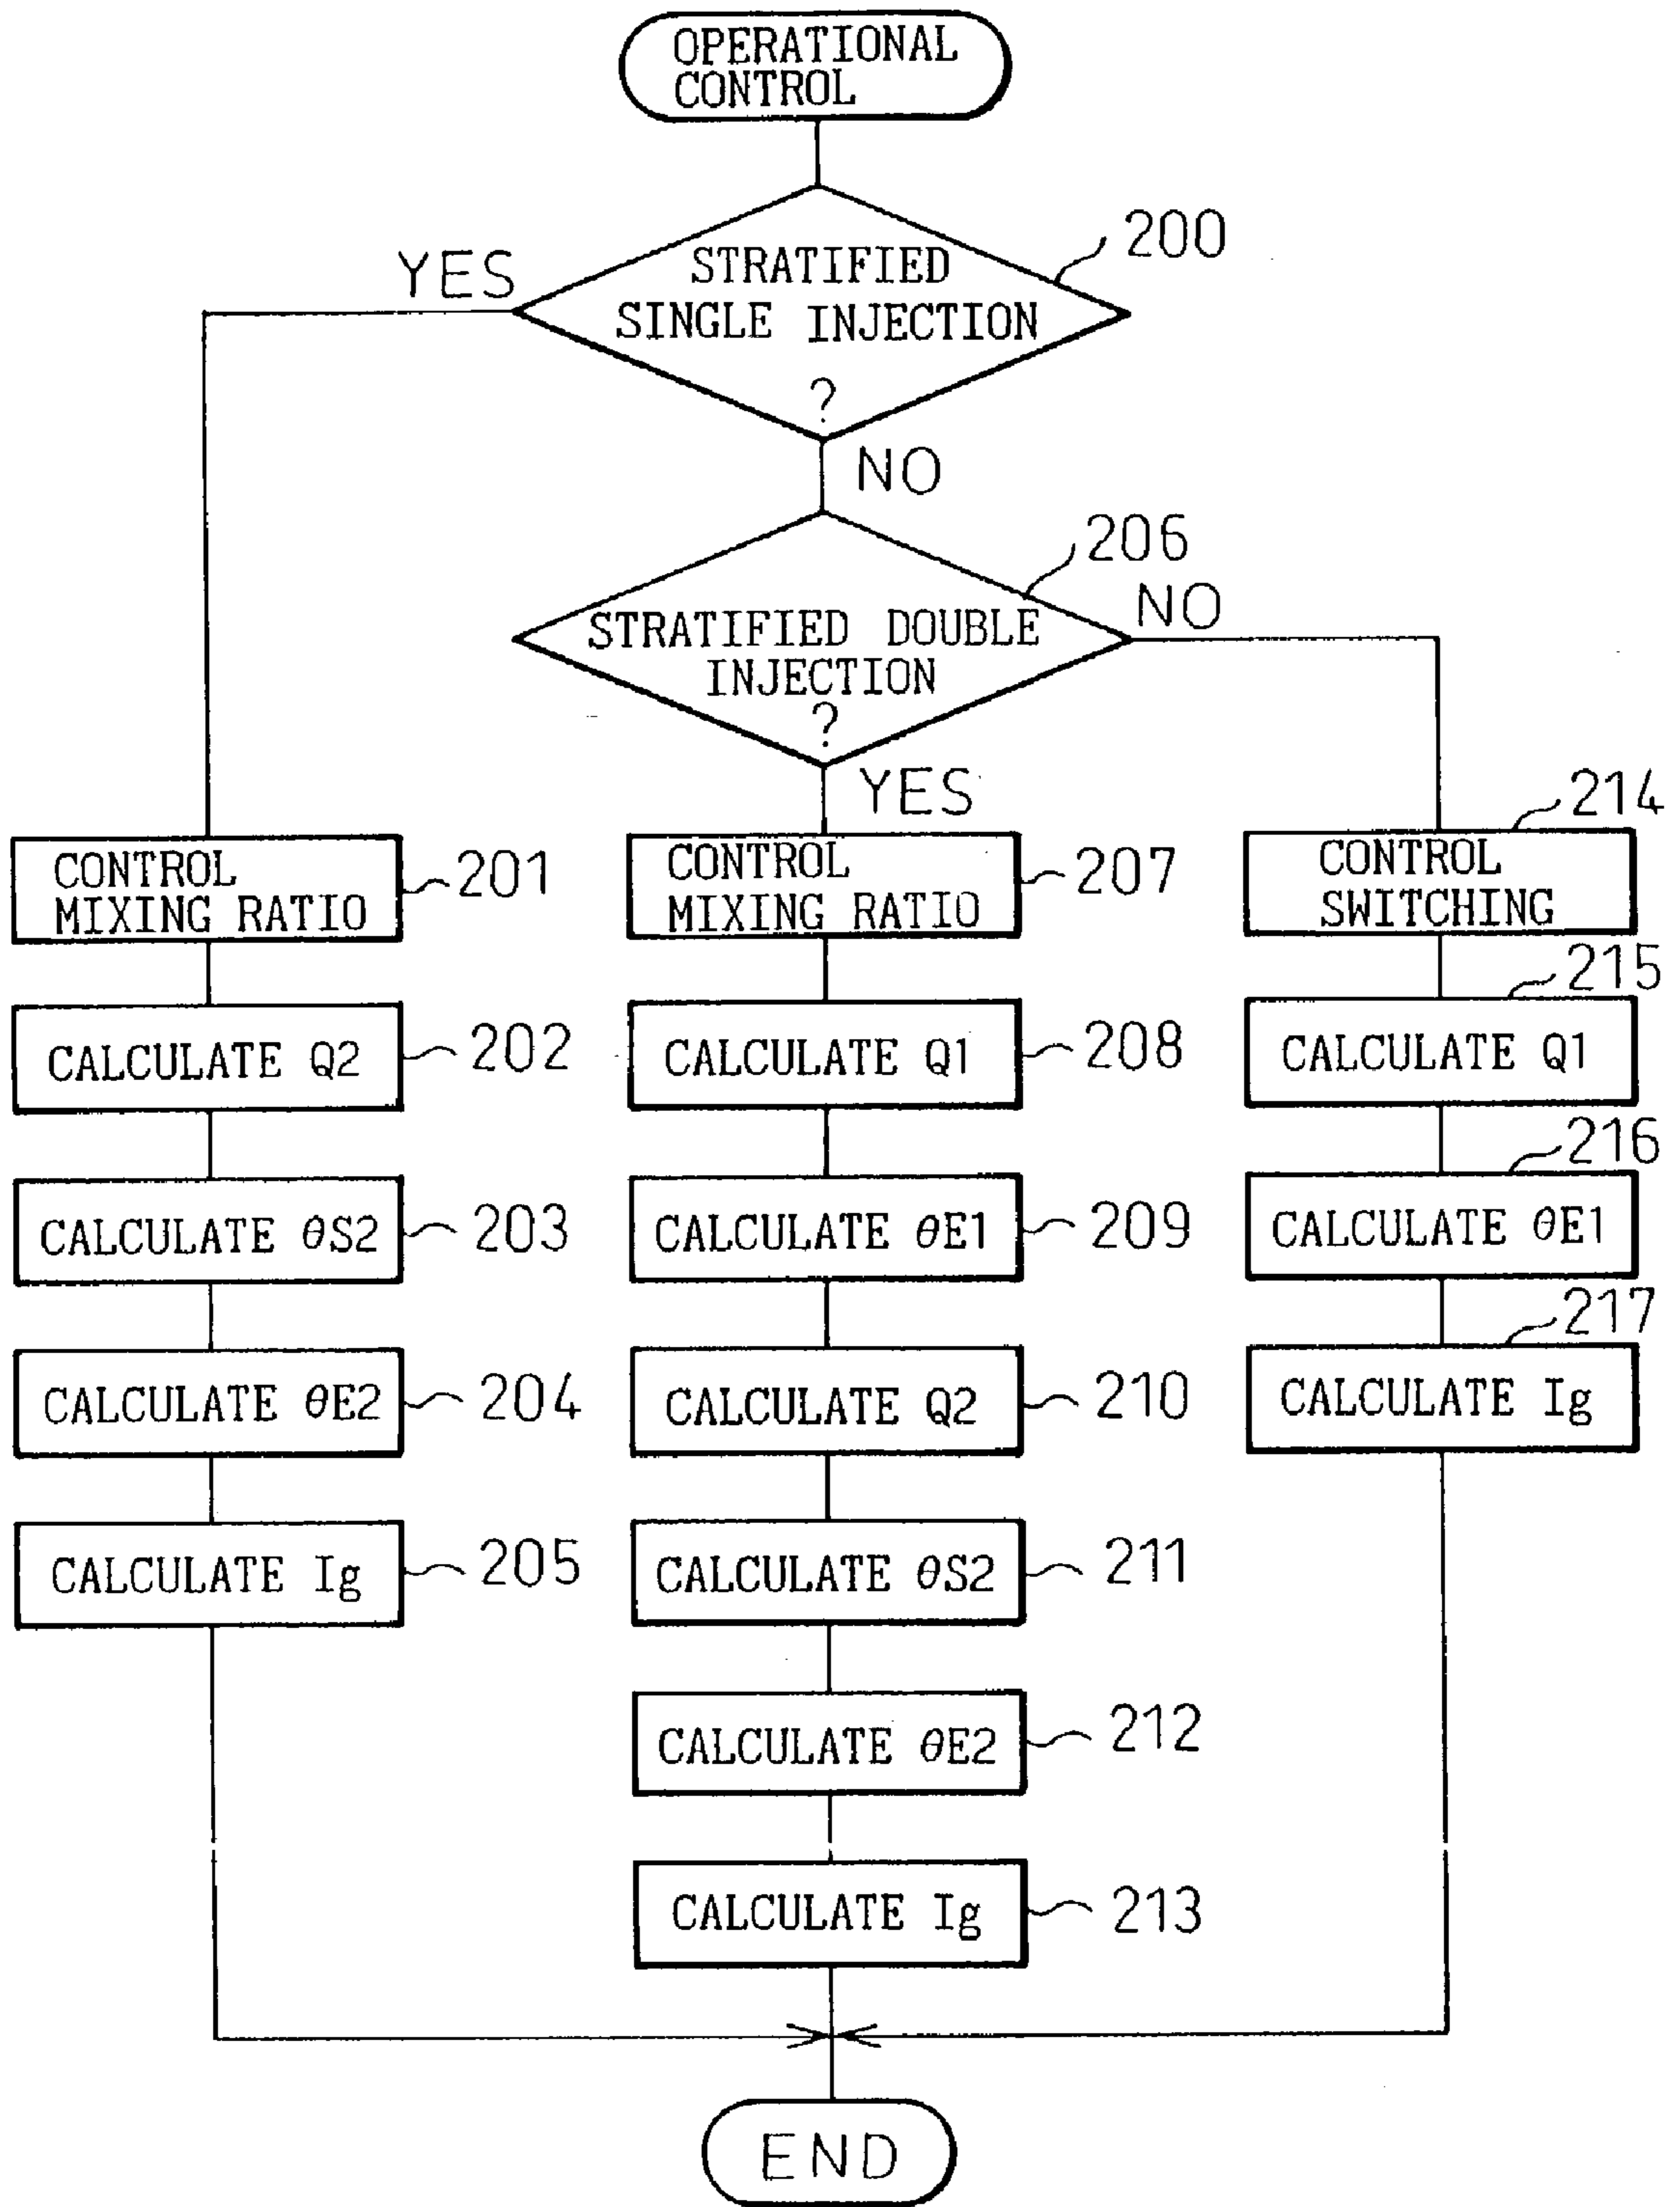 OPERATIONAL
CONTROL
200
YES
STRATIFIED
SINGLE INJECTION
?
NO
206
NO
STRATIFIED DOUBLE
INJECTION
?
YES
CONTROL
MIXING RATIO
201
CALCULATE Q2
202
CALCULATE θS2
203
CALCULATE θE2
204
CALCULATE Ig
205
CONTROL
MIXING RATIO
207
CALCULATE Q1
208
CALCULATE θE1
209
CALCULATE Q2
210
CALCULATE θS2
211
CALCULATE θE2
212
CALCULATE Ig
213
214
CONTROL
SWITCHING
215
CALCULATE Q1
216
CALCULATE θE1
217
CALCULATE Ig
END